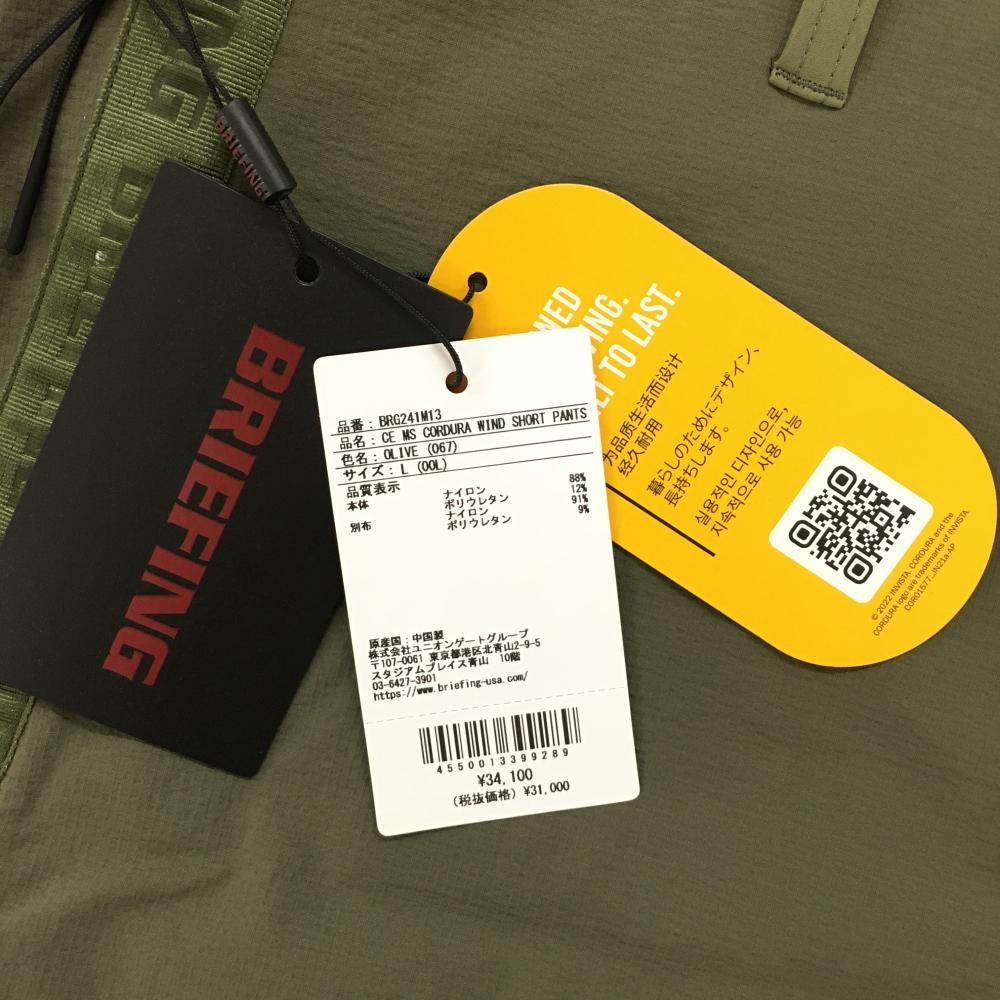 BRIEFING
BRIEFING
NED
ING.
LT TO LAST.
为品质生活而设计
经久耐用
暮らしのためにデザイン、
長持ちします。
실용적인 디자인으로,
지속적으로 사용 가능
© 2022 INVISTA. CORDURA and the
CORDURA logo are trademarks of INVISTA.
COR01577_IN21a-AP
品番：BRG241M13
品名：CE MS CORDURA WIND SHORT PANTS
色名：OLIVE (067)
サイズ：L (00L)
品質表示
本体 ナイロン 88%
ポリウレタン 12%
別布 ナイロン 91%
ポリウレタン 9%
原産国：中国製
株式会社ユニオンゲートグループ
〒107-0061 東京都港区北青山2-9-5
スタジアムプレイス青山 10階
03-6427-3901
https://www.briefing-usa.com/
4550013399289
¥34,100
(税抜価格) ¥31,000